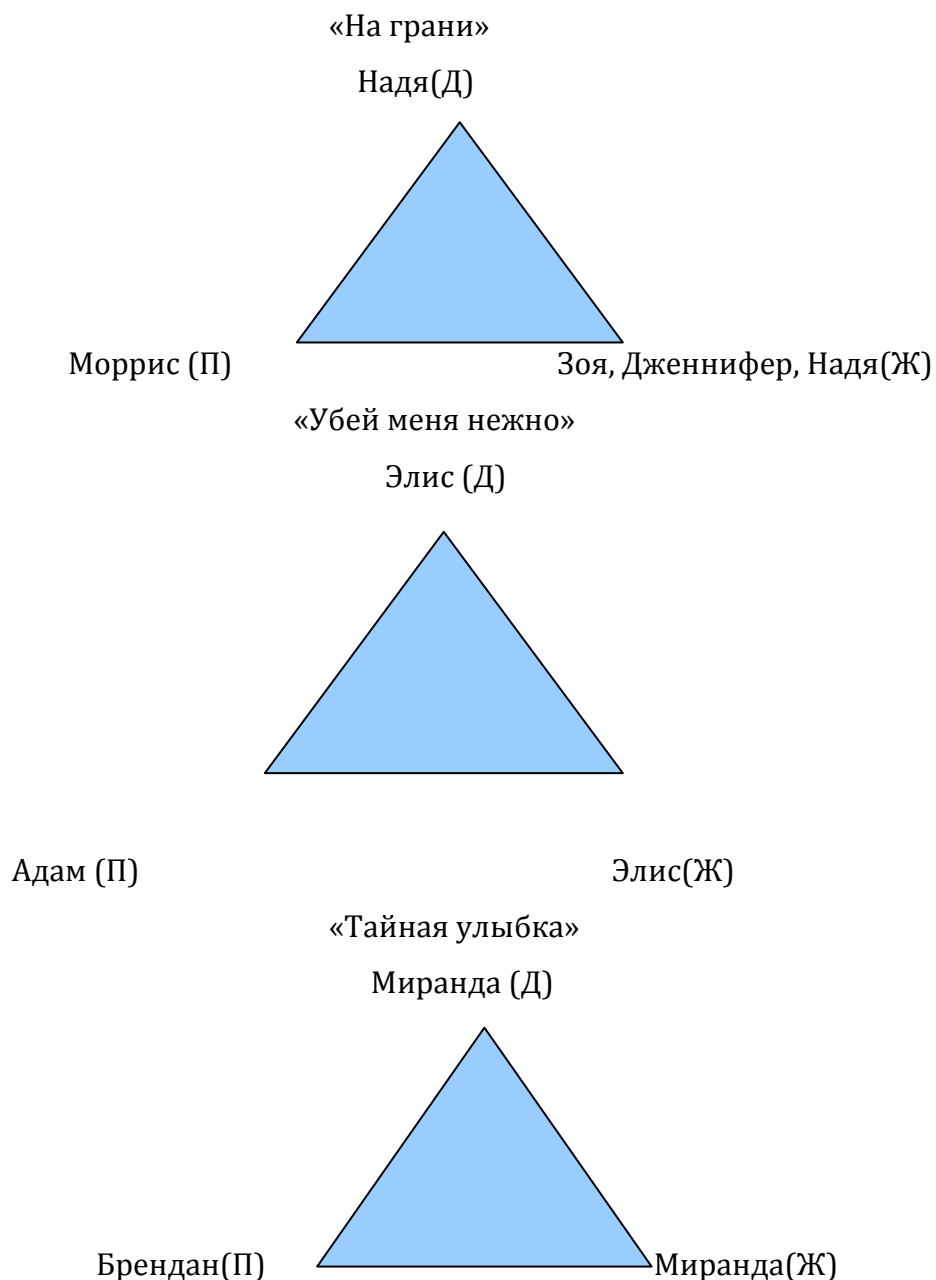 «На грани»
Надя(Д)
Моррис (П) Зоя, Дженнифер, Надя(Ж)
«Убей меня нежно»
Элис (Д)
Адам (П) Элис(Ж)
«Тайная улыбка»
Миранда (Д)
Брендан(П) Миранда(Ж)